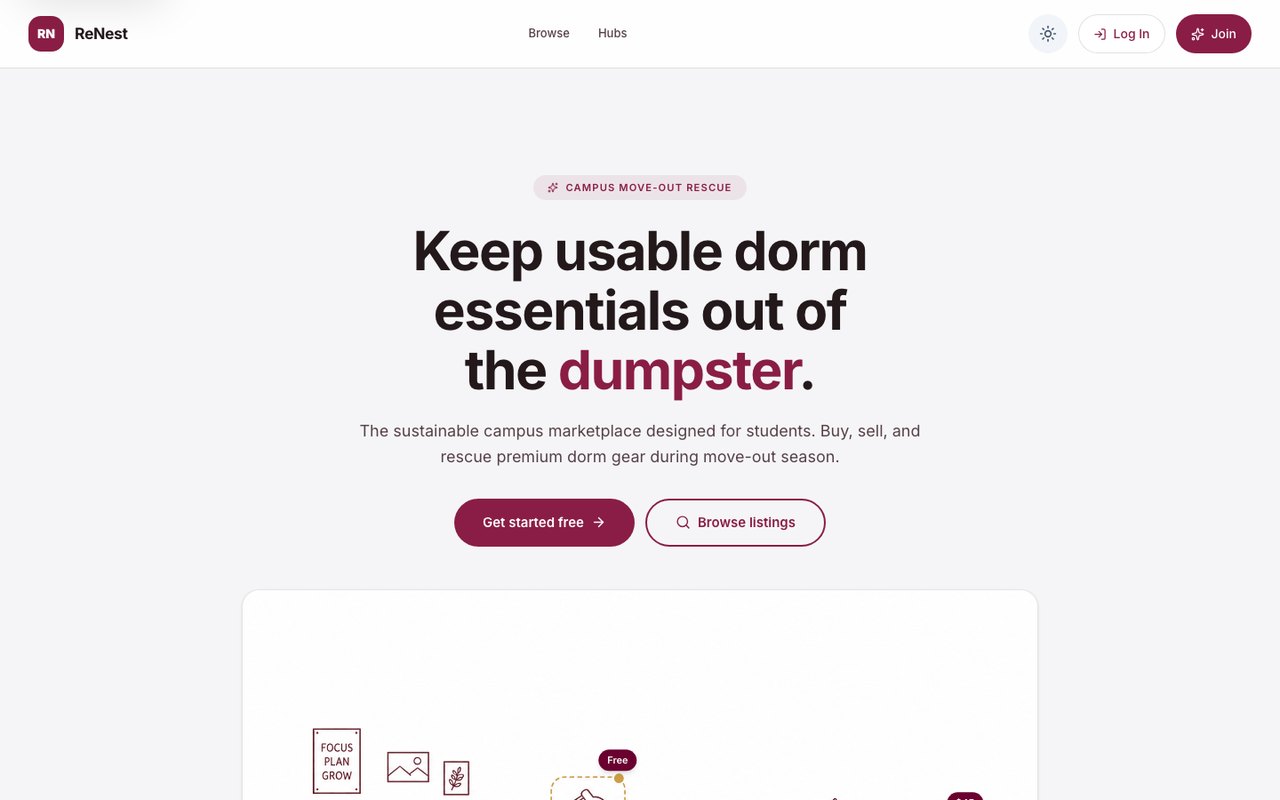 RN ReNest
Browse Hubs
Log In
Join
CAMPUS MOVE-OUT RESCUE
Keep usable dorm
essentials out of
the dumpster.
The sustainable campus marketplace designed for students. Buy, sell, and
rescue premium dorm gear during move-out season.
Get started free
Browse listings
FOCUS
PLAN
GROW
Free